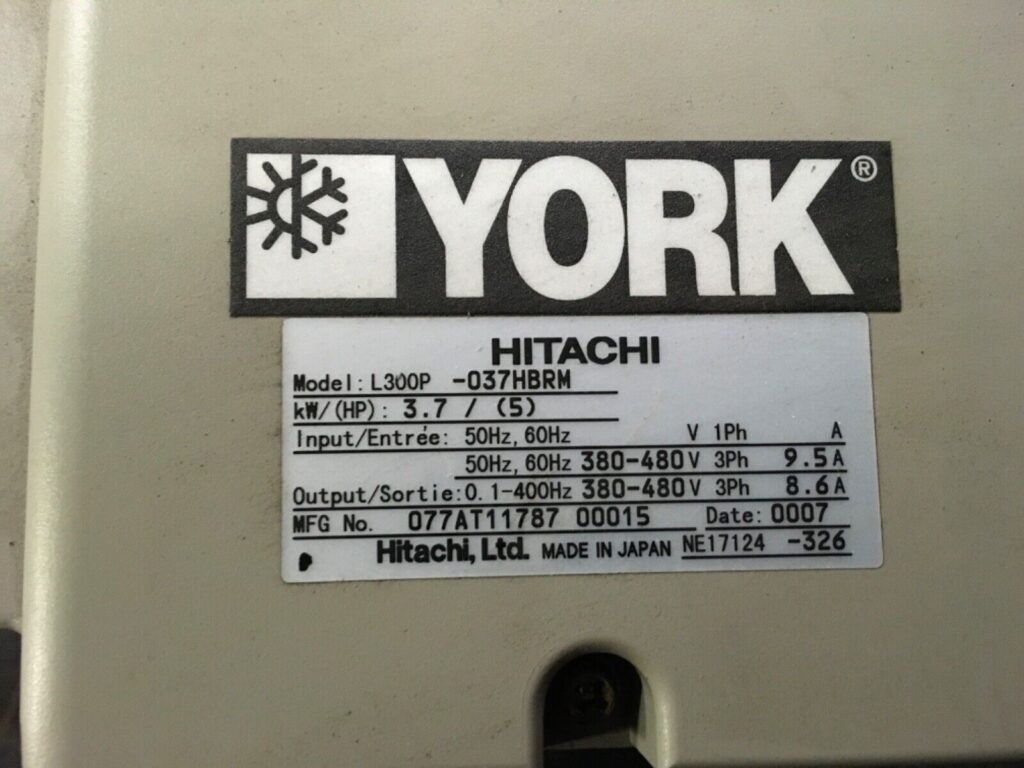 YORK®
HITACHI
Model: L300P -037HBRM
kW/(HP): 3.7 / (5)
Input/Entrée: 50Hz, 60Hz V 1Ph A
50Hz, 60Hz 380-480V 3Ph 9.5A
Output/Sortie: 0.1-400Hz 380-480V 3Ph 8.6A
MFG No. 077AT11787 00015 Date: 0007
Hitachi, Ltd. MADE IN JAPAN NE17124 -326